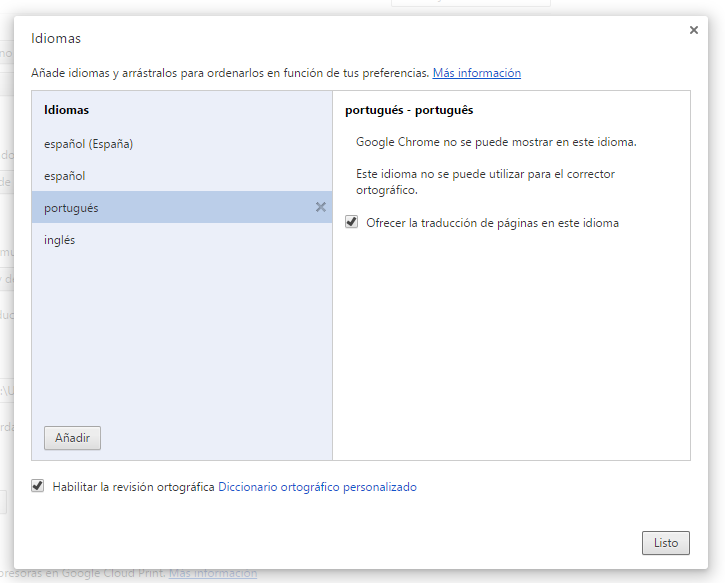 Idiomas
Añade idiomas y arrástralos para ordenarlos en función de tus preferencias. Más información
Idiomas
español (España)
español
portugués
inglés
Añadir
portugués - português
Google Chrome no se puede mostrar en este idioma.
Este idioma no se puede utilizar para el corrector
ortográfico.
Ofrecer la traducción de páginas en este idioma
Habilitar la revisión ortográfica Diccionario ortográfico personalizado
Listo
en Google Cloud Print. Más información